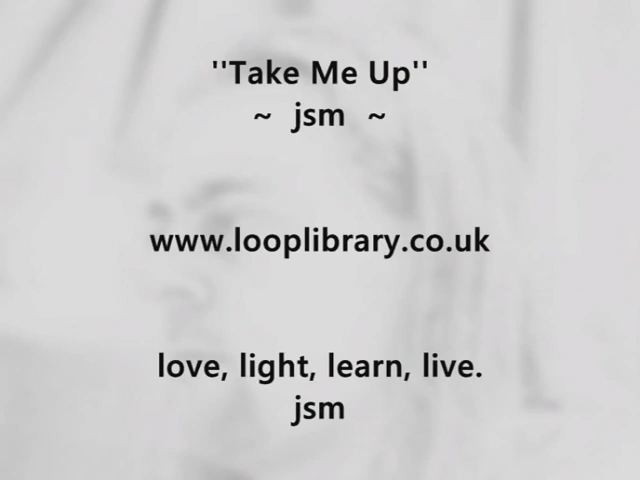 ''Take Me Up''
~ jsm ~
www.looplibrary.co.uk
love, light, learn, live.
jsm